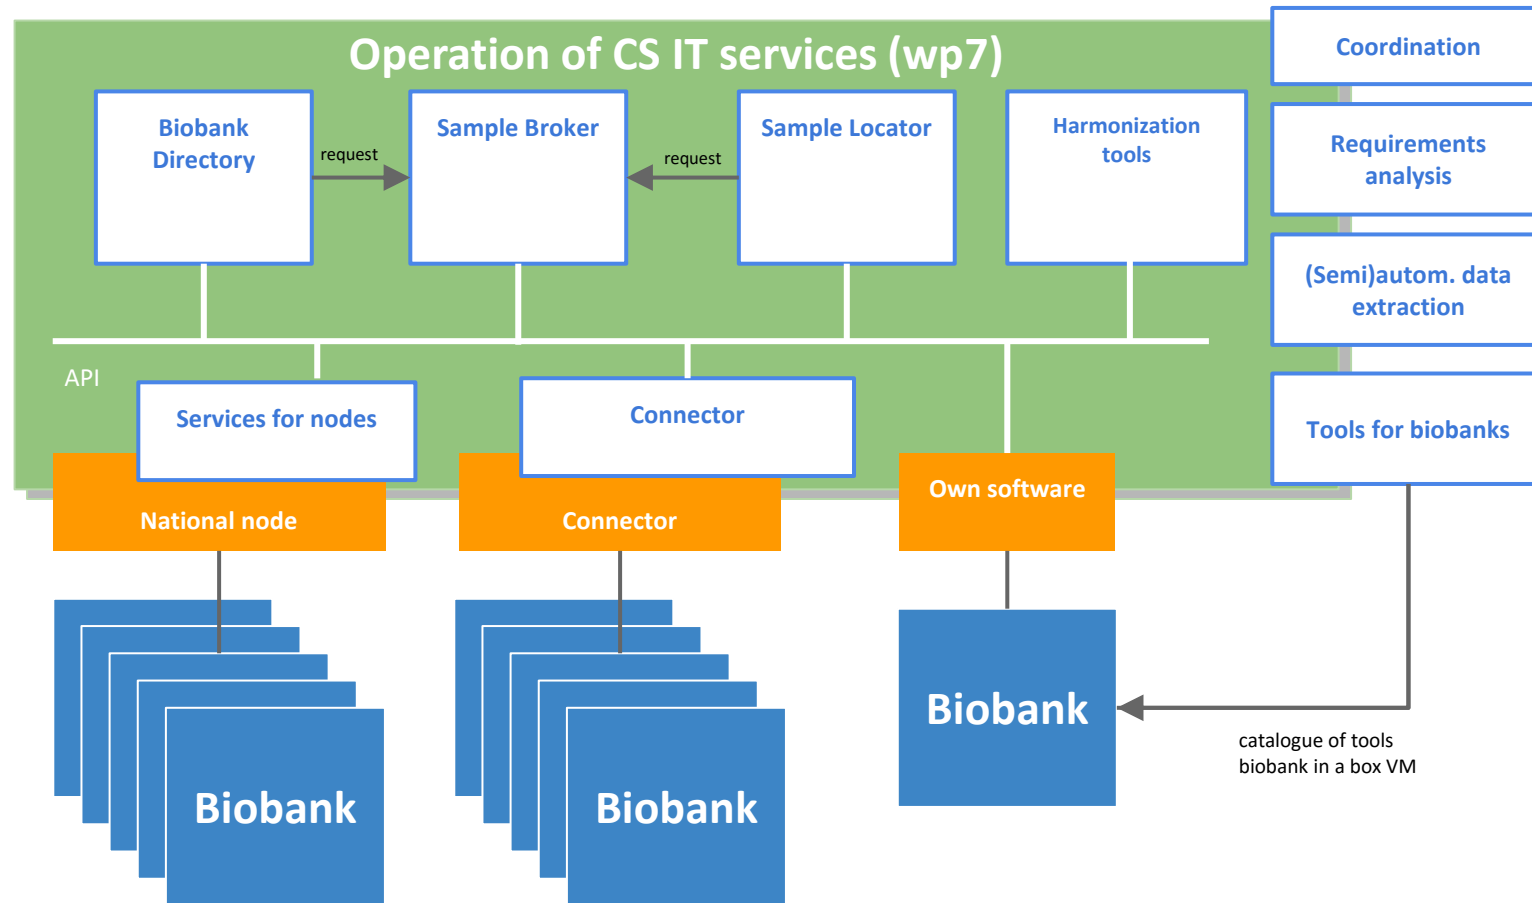 Operation of CS IT services (wp7)
Coordination
Biobank
Directory
request
Sample Broker
request
Sample Locator
Harmonization
tools
Requirements
analysis
(Semi)autom. data
extraction
API
Services for nodes
Connector
Tools for biobanks
National node
Connector
Own software
Biobank
Biobank
Biobank
catalogue of tools
biobank in a box VM